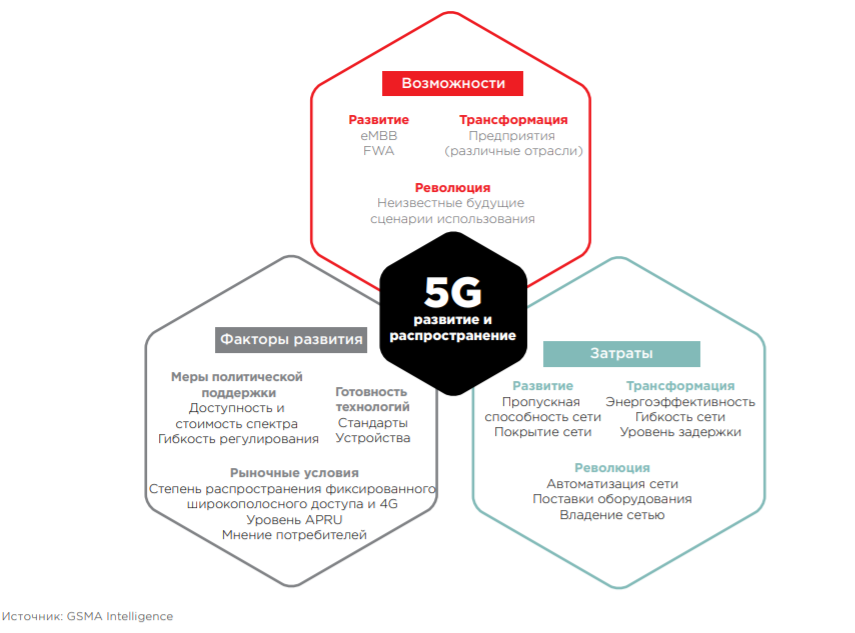 Возможности
Развитие
eMBB
FWA
Трансформация
Предприятия
(различные отрасли)
Революция
Неизвестные будущие
сценарии использования
5G
развитие и
распространение
Факторы развития
Меры политической
поддержки
Доступность и
стоимость спектра
Гибкость регулирования
Готовность
технологий
Стандарты
Устройства
Рыночные условия
Степень распространения фиксированного
широкополосного доступа и 4G
Уровень APRU
Мнение потребителей
Затраты
Развитие
Пропускная
способность сети
Покрытие сети
Трансформация
Энергоэффективность
Гибкость сети
Уровень задержки
Революция
Автоматизация сети
Поставки оборудования
Владение сетью
Источник: GSMA Intelligence